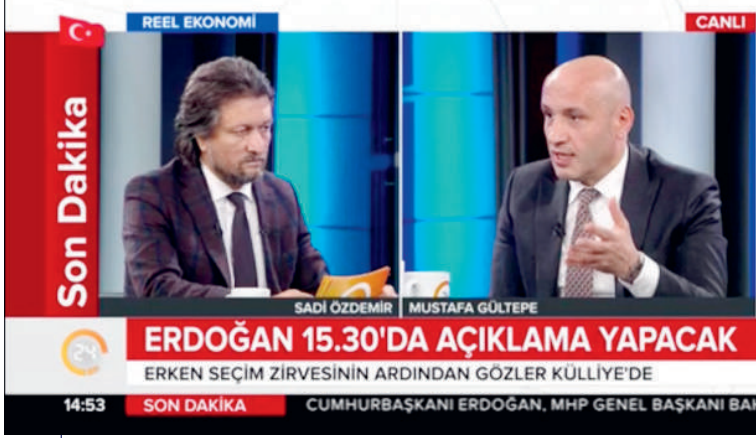 REEL EKONOMİ
CANLI
Son Dakika
SADİ ÖZDEMİR
MUSTAFA GÜLTEPE
24
ERDOĞAN 15.30'DA AÇIKLAMA YAPACAK
ERKEN SEÇİM ZİRVESİNİN ARDINDAN GÖZLER KÜLLİYE'DE
14:53 SON DAKİKA CUMHURBAŞKANI ERDOĞAN, MHP GENEL BAŞKANI BAH